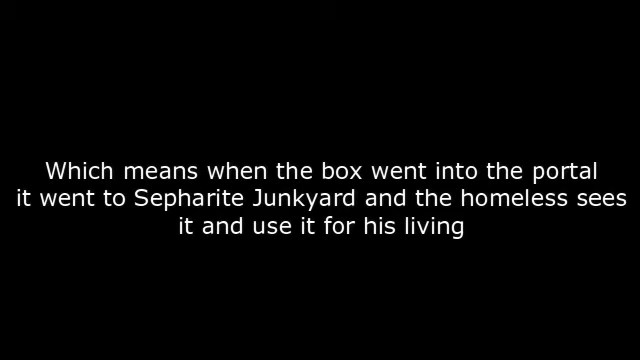 Which means when the box went into the portal
it went to Sepharite Junkyard and the homeless sees
it and use it for his living